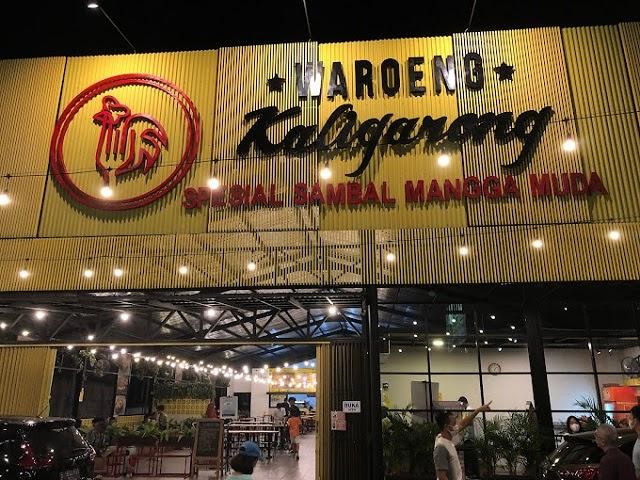 WAROENG
Kaligarong
SPESIAL SAMBAL MANGGA MUDA
BUKA